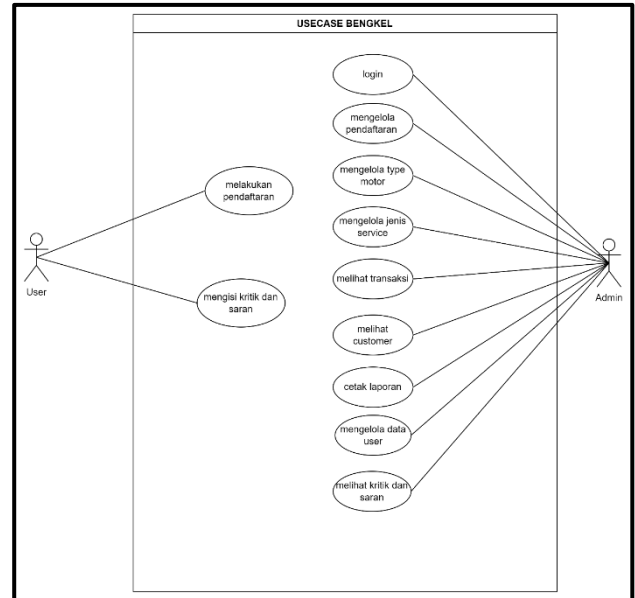 USECASE BENGKEL
login
mengelola
pendaftaran
mengelola type
motor
melakukan
pendaftaran
mengelola jenis
service
melihat transaksi
User
Admin
mengisi kritik dan
saran
melihat
customer
cetak laporan
mengelola data
user
melihat kritik dan
saran